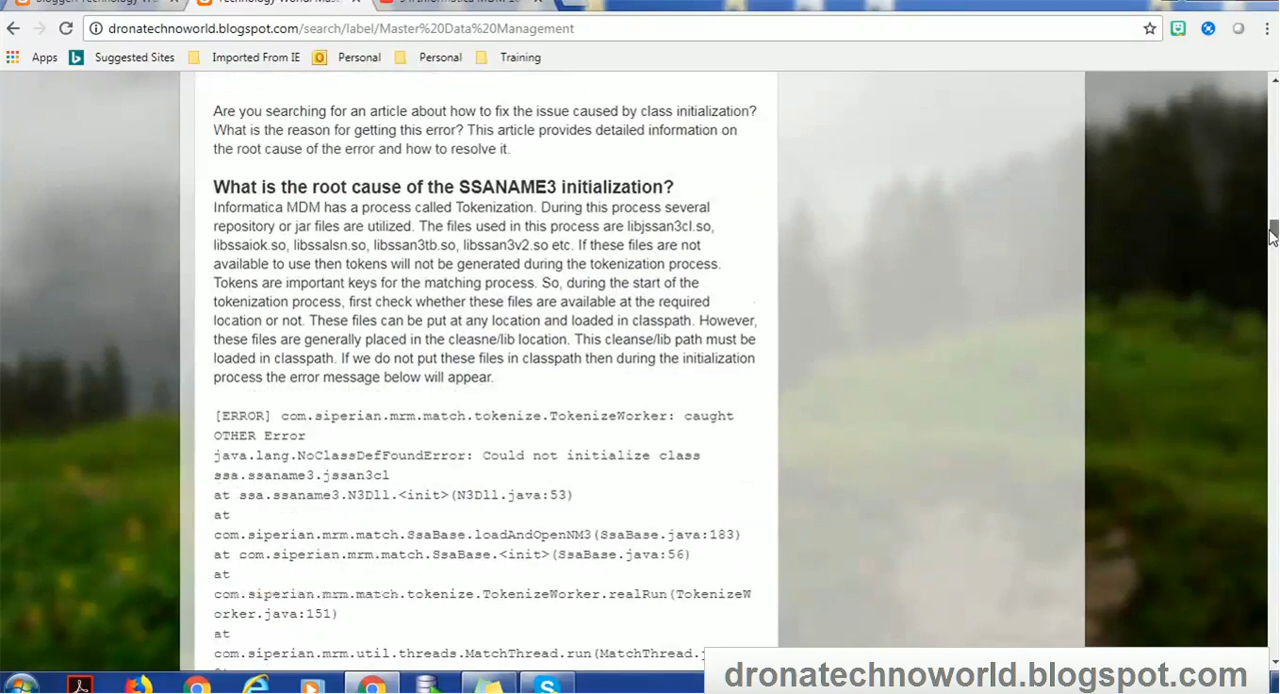 dronatechnoworld.blogspot.com/search/label/Master%20Data%20Management
Apps Suggested Sites Imported From IE Personal Personal Training
Are you searching for an article about how to fix the issue caused by class initialization?
What is the reason for getting this error? This article provides detailed information on
the root cause of the error and how to resolve it.
What is the root cause of the SSANAME3 initialization?
Informatica MDM has a process called Tokenization. During this process several
repository or jar files are utilized. The files used in this process are libjssan3cl.so,
libssaiok.so, libssalsn.so, libssan3tb.so, libssan3v2.so etc. If these files are not
available to use then tokens will not be generated during the tokenization process.
Tokens are important keys for the matching process. So, during the start of the
tokenization process, first check whether these files are available at the required
location or not. These files can be put at any location and loaded in classpath. However,
these files are generally placed in the cleasne/lib location. This cleanse/lib path must be
loaded in classpath. If we do not put these files in classpath then during the initialization
process the error message below will appear.
[ERROR] com.siperian.mrm.match.tokenize.TokenizeWorker: caught
OTHER Error
java.lang.NoClassDefFoundError: Could not initialize class
ssa.ssaname3.jssan3cl
at ssa.ssaname3.N3Dll.<init>(N3Dll.java:53)
at
com.siperian.mrm.match.SsaBase.loadAndOpenNM3(SsaBase.java:183)
at com.siperian.mrm.match.SsaBase.<init>(SsaBase.java:56)
at
com.siperian.mrm.match.tokenize.TokenizeWorker.realRun(TokenizeW
orker.java:151)
at
com.siperian.mrm.util.threads.MatchThread.run(MatchThread.j
dronatechnoworld.blogspot.com